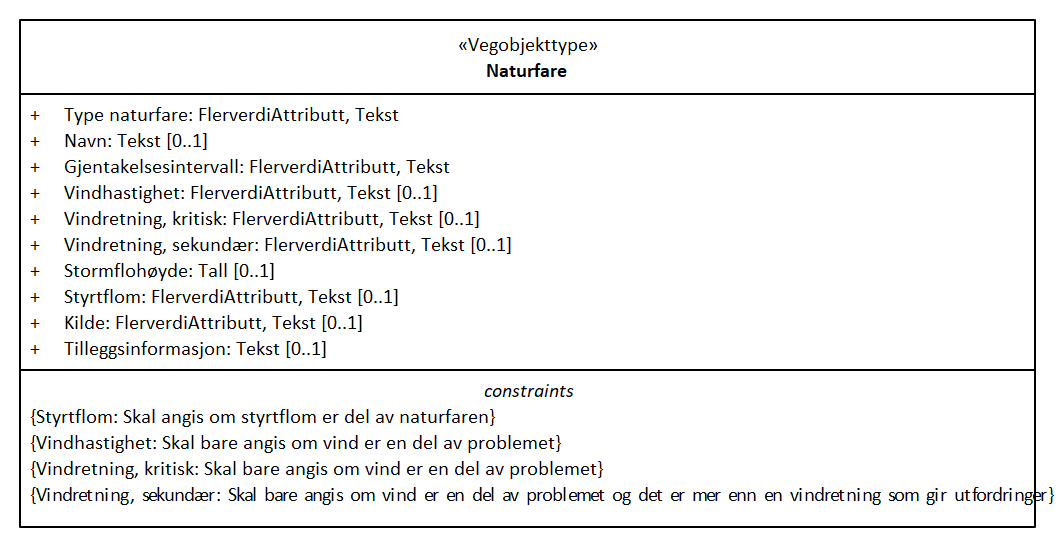 «Vegobjekttype»
Naturfare
+ Type naturfare: FlerverdiAttributt, Tekst
+ Navn: Tekst [0..1]
+ Gjentakelsesintervall: FlerverdiAttributt, Tekst
+ Vindhastighet: FlerverdiAttributt, Tekst [0..1]
+ Vindretning, kritisk: FlerverdiAttributt, Tekst [0..1]
+ Vindretning, sekundær: FlerverdiAttributt, Tekst [0..1]
+ Stormflohøyde: Tall [0..1]
+ Styrtflom: FlerverdiAttributt, Tekst [0..1]
+ Kilde: FlerverdiAttributt, Tekst [0..1]
+ Tilleggsinformasjon: Tekst [0..1]
constraints
{Styrtflom: Skal angis om styrtflom er del av naturfaren}
{Vindhastighet: Skal bare angis om vind er en del av problemet}
{Vindretning, kritisk: Skal bare angis om vind er en del av problemet}
{Vindretning, sekundær: Skal bare angis om vind er en del av problemet og det er mer enn en vindretning som gir utfordringer}